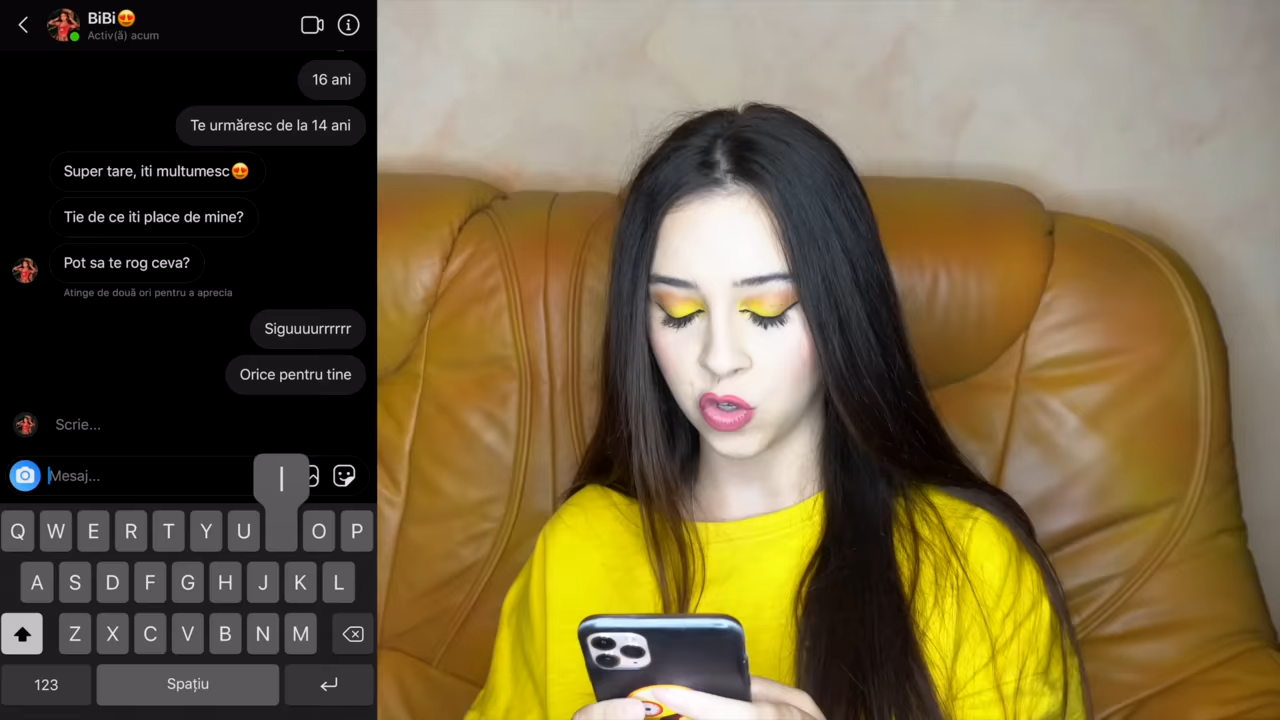 BiBi😍
Activ(ă) acum
16 ani
Te urmăresc de la 14 ani
Super tare, iti multumesc😍
Tie de ce iti place de mine?
Pot sa te rog ceva?
Atinge de două ori pentru a aprecia
Siguuuurrrrrr
Orice pentru tine
Scrie...
Mesaj...
I
Q W E R T Y U O P
A S D F G H J K L
Z X C V B N M
123 Spațiu